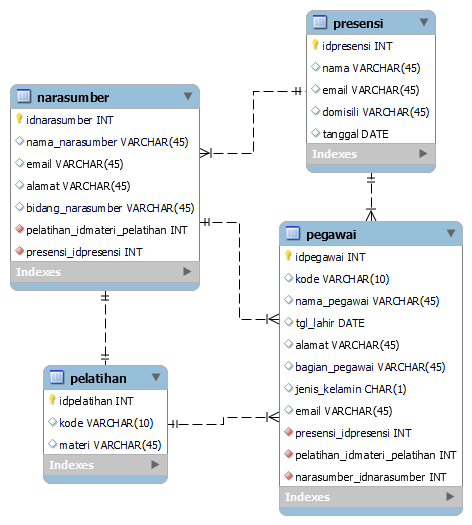 presensi
idpresensi INT
nama VARCHAR(45)
email VARCHAR(45)
domisili VARCHAR(45)
tanggal DATE
Indexes
narasumber
idnarasumber INT
nama_narasumber VARCHAR(45)
email VARCHAR(45)
alamat VARCHAR(45)
bidang_narasumber VARCHAR(45)
pelatihan_idmateri_pelatihan INT
presensi_idpresensi INT
Indexes
pegawai
idpegawai INT
kode VARCHAR(10)
nama_pegawai VARCHAR(45)
tgl_lahir DATE
alamat VARCHAR(45)
bagian_pegawai VARCHAR(45)
jenis_kelamin CHAR(1)
email VARCHAR(45)
presensi_idpresensi INT
pelatihan_idmateri_pelatihan INT
narasumber_idnarasumber INT
Indexes
pelatihan
idpelatihan INT
kode VARCHAR(10)
materi VARCHAR(45)
Indexes